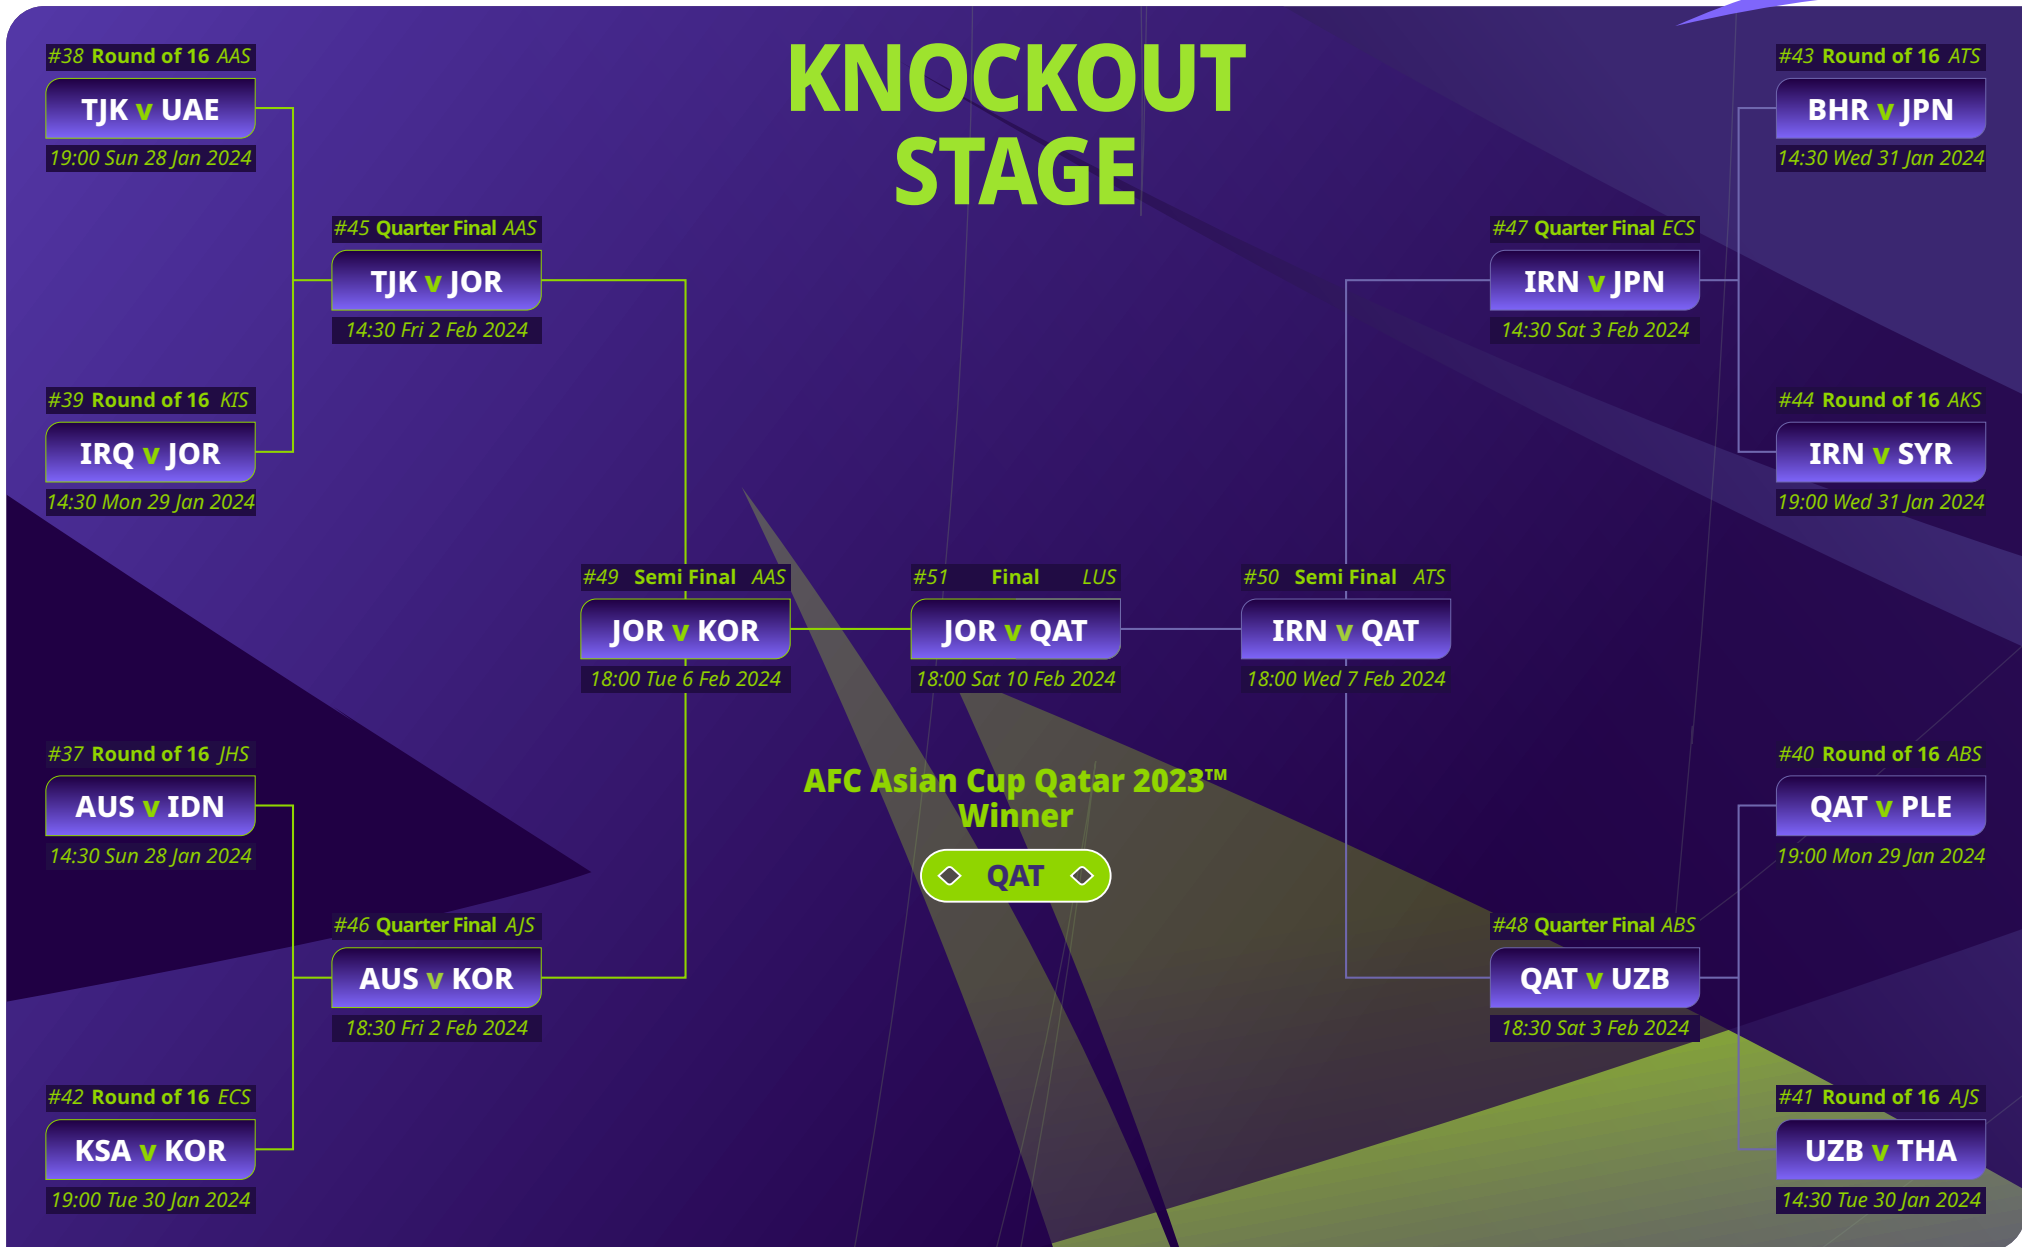 KNOCKOUT
STAGE
#38 Round of 16 AAS
TJK v UAE
19:00 Sun 28 Jan 2024
#39 Round of 16 KIS
IRQ v JOR
14:30 Mon 29 Jan 2024
#45 Quarter Final AAS
TJK v JOR
14:30 Fri 2 Feb 2024
#37 Round of 16 JHS
AUS v IDN
14:30 Sun 28 Jan 2024
#42 Round of 16 ECS
KSA v KOR
19:00 Tue 30 Jan 2024
#46 Quarter Final AJS
AUS v KOR
18:30 Fri 2 Feb 2024
#49 Semi Final AAS
JOR v KOR
18:00 Tue 6 Feb 2024
#51 Final LUS
JOR v QAT
18:00 Sat 10 Feb 2024
AFC Asian Cup Qatar 2023™
Winner
QAT
#50 Semi Final ATS
IRN v QAT
18:00 Wed 7 Feb 2024
#47 Quarter Final ECS
IRN v JPN
14:30 Sat 3 Feb 2024
#43 Round of 16 ATS
BHR v JPN
14:30 Wed 31 Jan 2024
#44 Round of 16 AKS
IRN v SYR
19:00 Wed 31 Jan 2024
#48 Quarter Final ABS
QAT v UZB
18:30 Sat 3 Feb 2024
#40 Round of 16 ABS
QAT v PLE
19:00 Mon 29 Jan 2024
#41 Round of 16 AJS
UZB v THA
14:30 Tue 30 Jan 2024